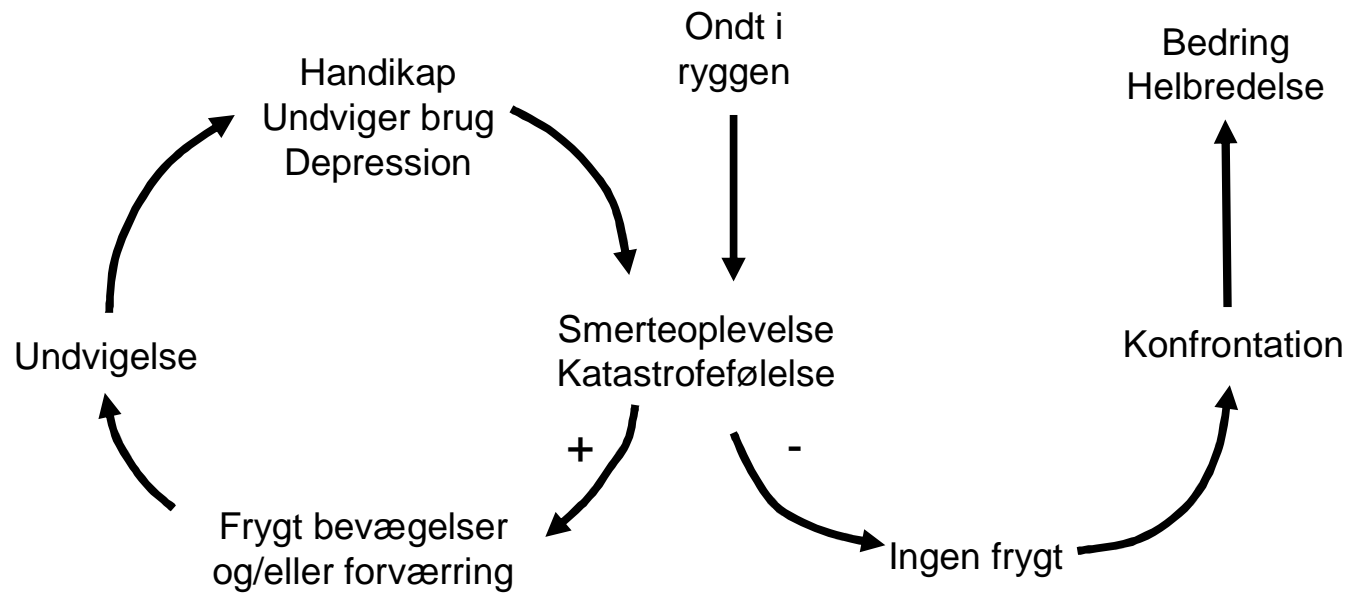 Ondt i
ryggen
Bedring
Helbredelse
Handikap
Undviger brug
Depression
Smerteoplevelse
Katastrofefølelse
Undvigelse
Konfrontation
+
-
Frygt bevægelser
og/eller forværring
Ingen frygt